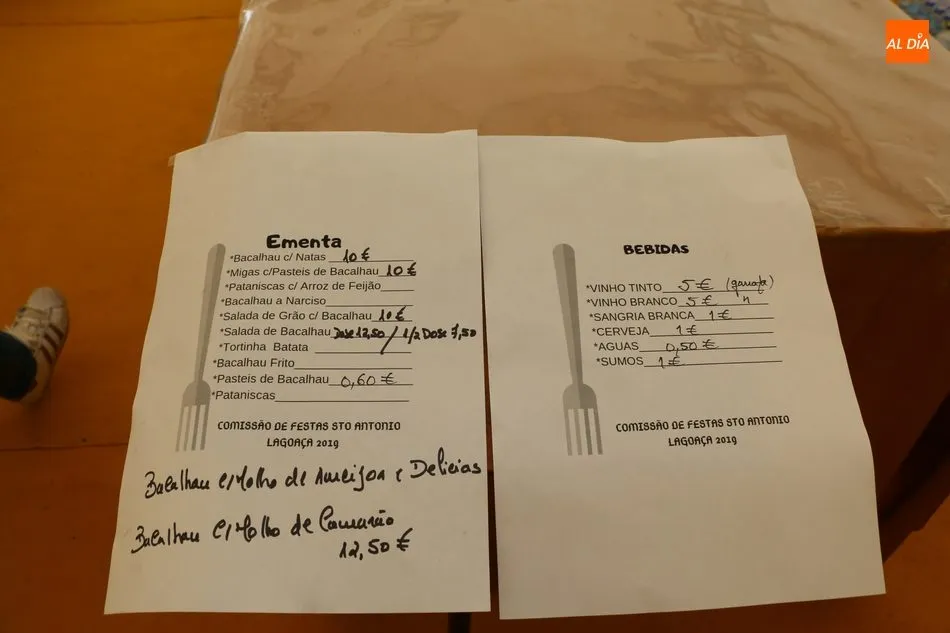 AL DÍA
Ementa
*Bacalhau c/ Natas 10 €
*Migas c/Pasteis de Bacalhau 10 €
*Pataniscas c/ Arroz de Feijão
*Bacalhau a Narciso
*Salada de Grão c/ Bacalhau 10 €
*Salada de Bacalhau Dose 12,50 / 1/2 Dose 7,50
*Tortinha Batata
*Bacalhau Frito
*Pasteis de Bacalhau 0,60 €
*Pataniscas
COMISSÃO DE FESTAS STO ANTONIO
LAGOAÇA 2019
Bacalhau c/Molho de Ameijoa e Delicias
Bacalhau c/Molho de Camarão
12,50 €
BEBIDAS
*VINHO TINTO 5 € (garrafa)
*VINHO BRANCO 5 € "
*SANGRIA BRANCA 1 €
*CERVEJA 1 €
*AGUAS 0,50 €
*SUMOS 1 €
COMISSÃO DE FESTAS STO ANTONIO
LAGOAÇA 2019